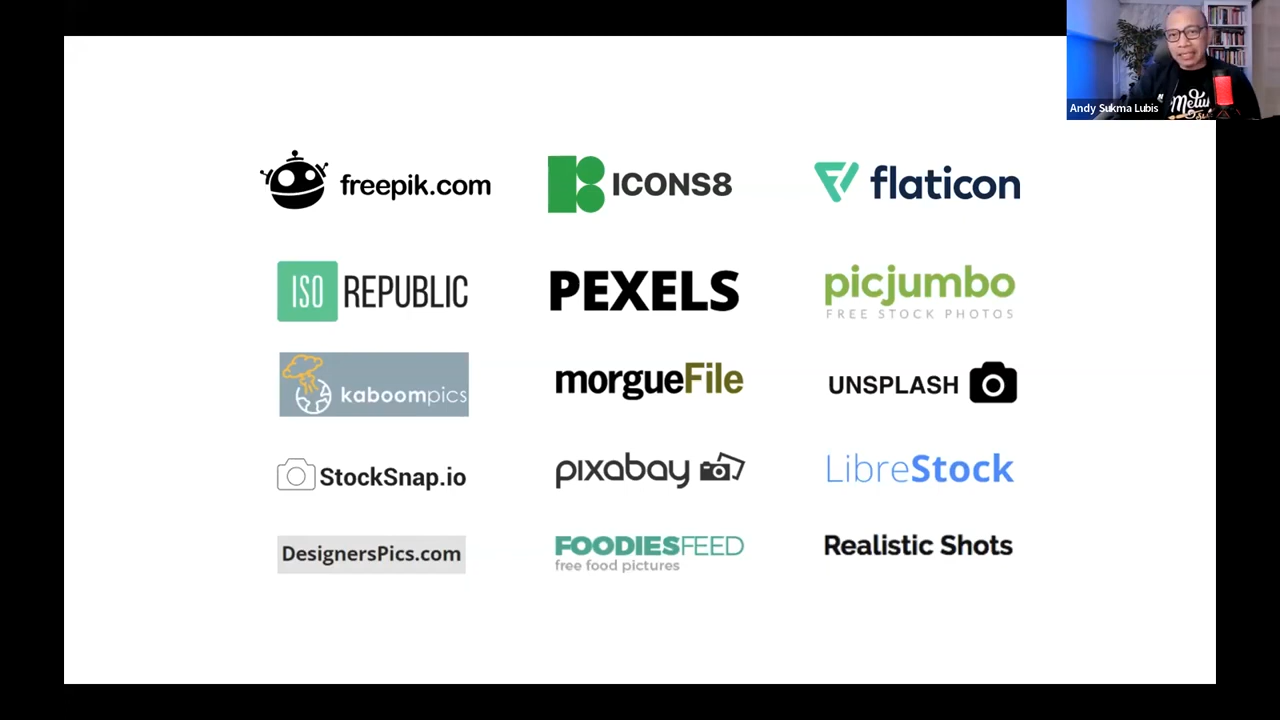 Andy Sukma Lubis
freepik.com
ICONS8
flaticon
ISO REPUBLIC
PEXELS
picjumbo
FREE STOCK PHOTOS
kaboompics
morgueFile
UNSPLASH
StockSnap.io
pixabay
LibreStock
DesignersPics.com
FOODIESFEED
free food pictures
Realistic Shots